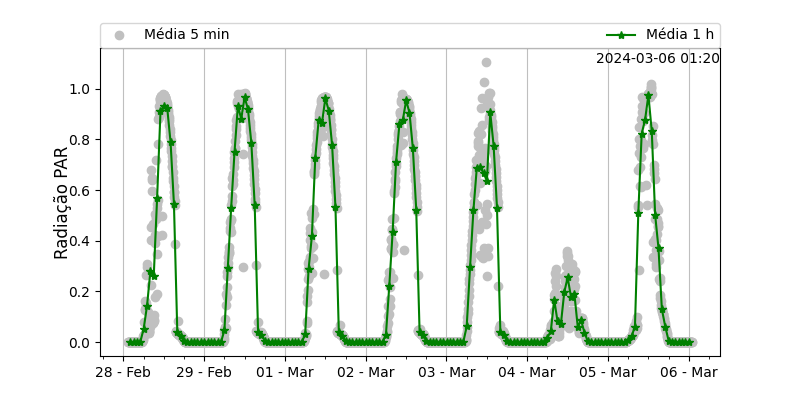 Média 5 min
Média 1 h
2024-03-06 01:20
Radiação PAR
1.0
0.8
0.6
0.4
0.2
0.0
28 - Feb
29 - Feb
01 - Mar
02 - Mar
03 - Mar
04 - Mar
05 - Mar
06 - Mar